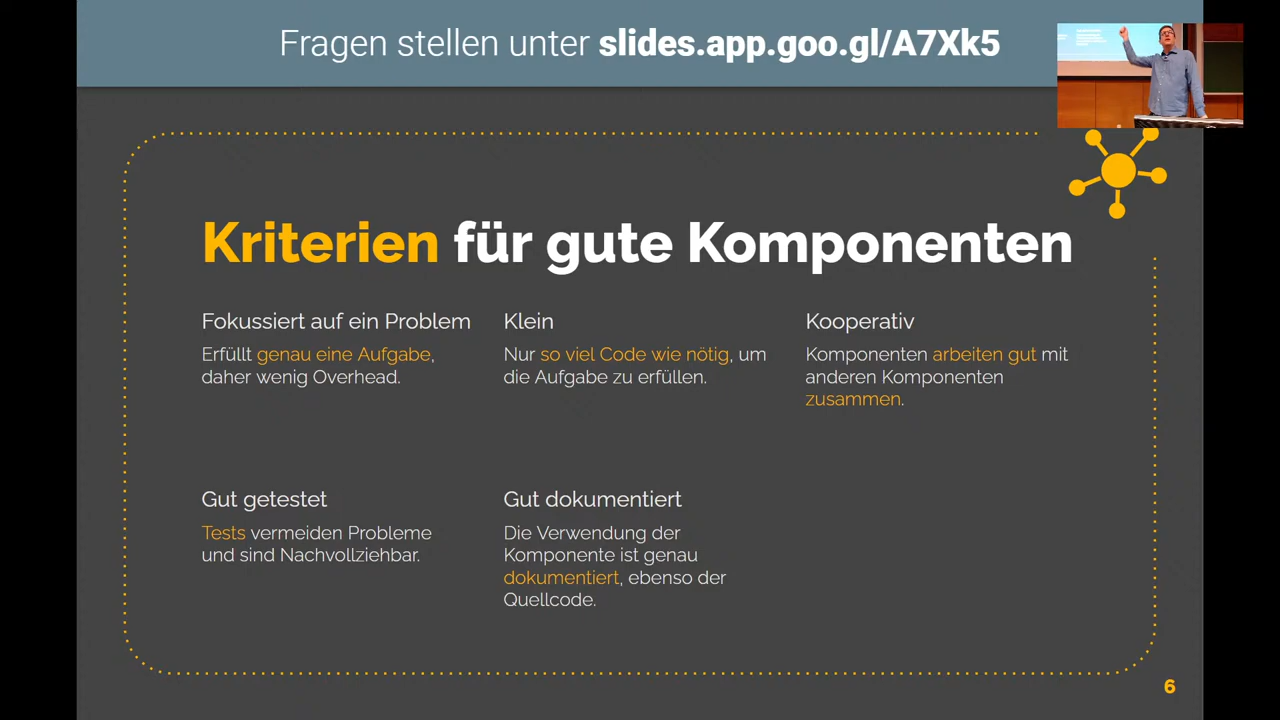 Fragen stellen unter slides.app.goo.gl/A7Xk5
Kriterien für gute Komponenten
Fokussiert auf ein Problem
Erfüllt genau eine Aufgabe,
daher wenig Overhead.
Klein
Nur so viel Code wie nötig, um
die Aufgabe zu erfüllen.
Kooperativ
Komponenten arbeiten gut mit
anderen Komponenten
zusammen.
Gut getestet
Tests vermeiden Probleme
und sind Nachvollziehbar.
Gut dokumentiert
Die Verwendung der
Komponente ist genau
dokumentiert, ebenso der
Quellcode.
6